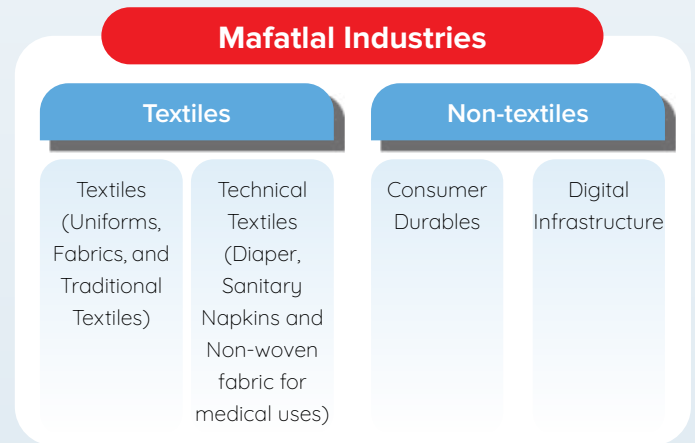 Mafatlal Industries
Textiles
Non-textiles
Textiles
(Uniforms,
Fabrics, and
Traditional
Textiles)
Technical
Textiles
(Diaper,
Sanitary
Napkins and
Non-woven
fabric for
medical uses)
Consumer
Durables
Digital
Infrastructure